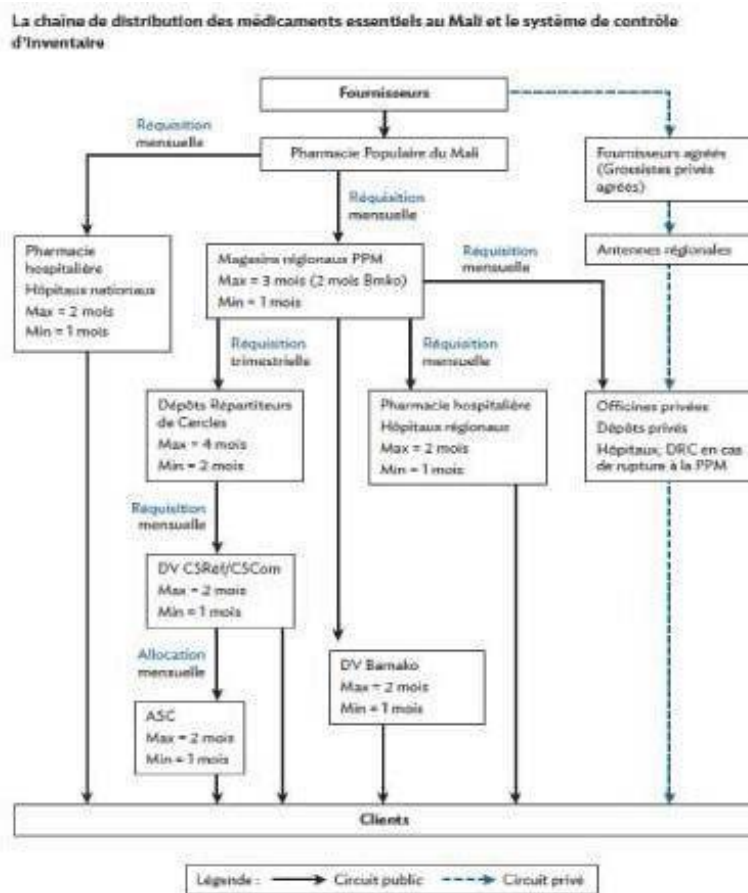 La chaîne de distribution des médicaments essentiels au Mali et le système de contrôle
d'inventaire
Fournisseurs
Réquisition
mensuelle
Pharmacie Populaire du Mali
Fournisseurs agréés
(Grossistes privés
agréés)
Réquisition
mensuelle
Pharmacie
hospitalière
Hôpitaux nationaux
Max = 2 mois
Min = 1 mois
Magasins régionaux PPM
Max = 3 mois (2 mois Bmko)
Min = 1 mois
Réquisition
mensuelle
Antennes régionales
Réquisition
trimestrielle
Réquisition
mensuelle
Dépôts Répartiteurs
de Cercles
Max = 4 mois
Min = 2 mois
Pharmacie hospitalière
Hôpitaux régionaux
Max = 2 mois
Min = 1 mois
Officines privées
Dépôts privés
Hôpitaux, DRC en cas
de rupture à la PPM
Réquisition
mensuelle
DV CSRéf/CSCom
Max = 2 mois
Min = 1 mois
Allocation
mensuelle
DV Bamako
Max = 2 mois
Min = 1 mois
ASC
Max = 2 mois
Min = 1 mois
Clients
Légende : Circuit public Circuit privé